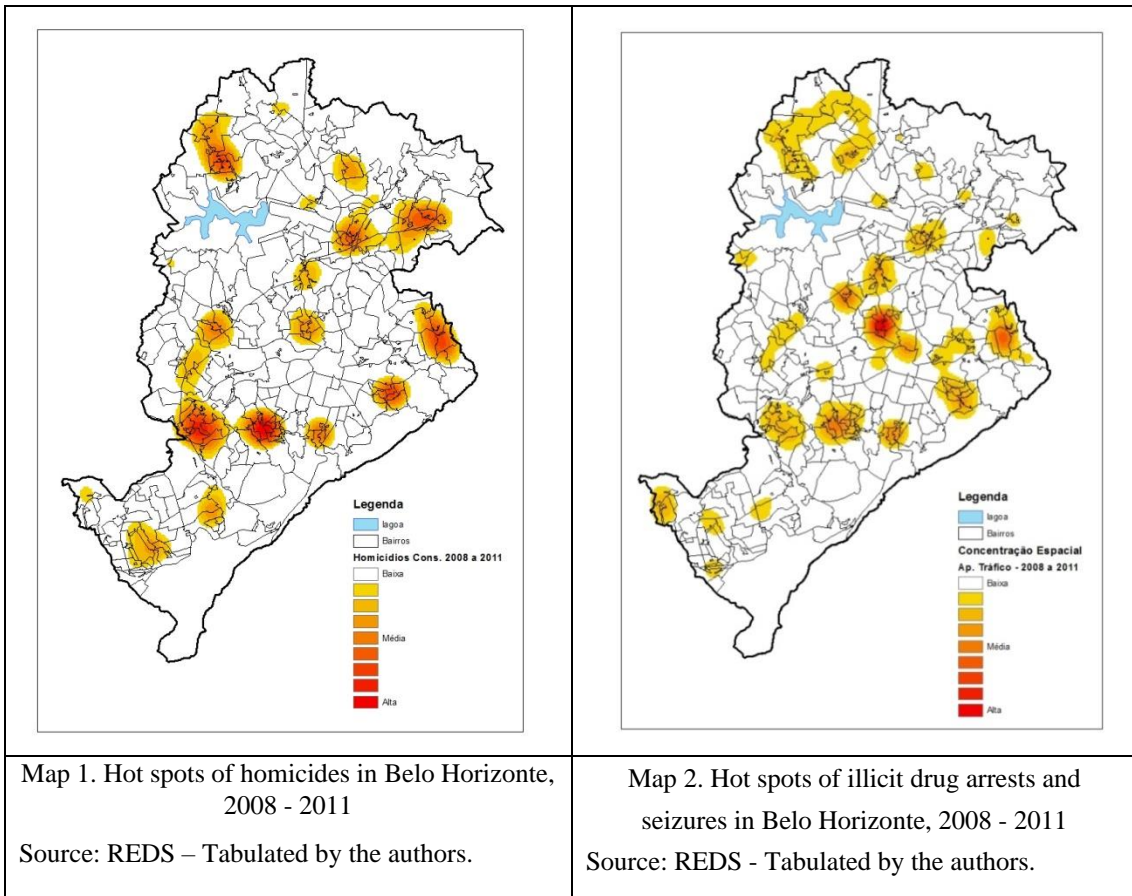 Legenda
lagoa
Bairros
Homicidios Cons. 2008 a 2011
Baixa
Média
Alta
Legenda
lagoa
Bairros
Concentração Espacial
Ap. Tráfico - 2008 a 2011
Baixa
Média
Alta
Map 1. Hot spots of homicides in Belo Horizonte,
2008 - 2011
Source: REDS – Tabulated by the authors.
Map 2. Hot spots of illicit drug arrests and
seizures in Belo Horizonte, 2008 - 2011
Source: REDS - Tabulated by the authors.